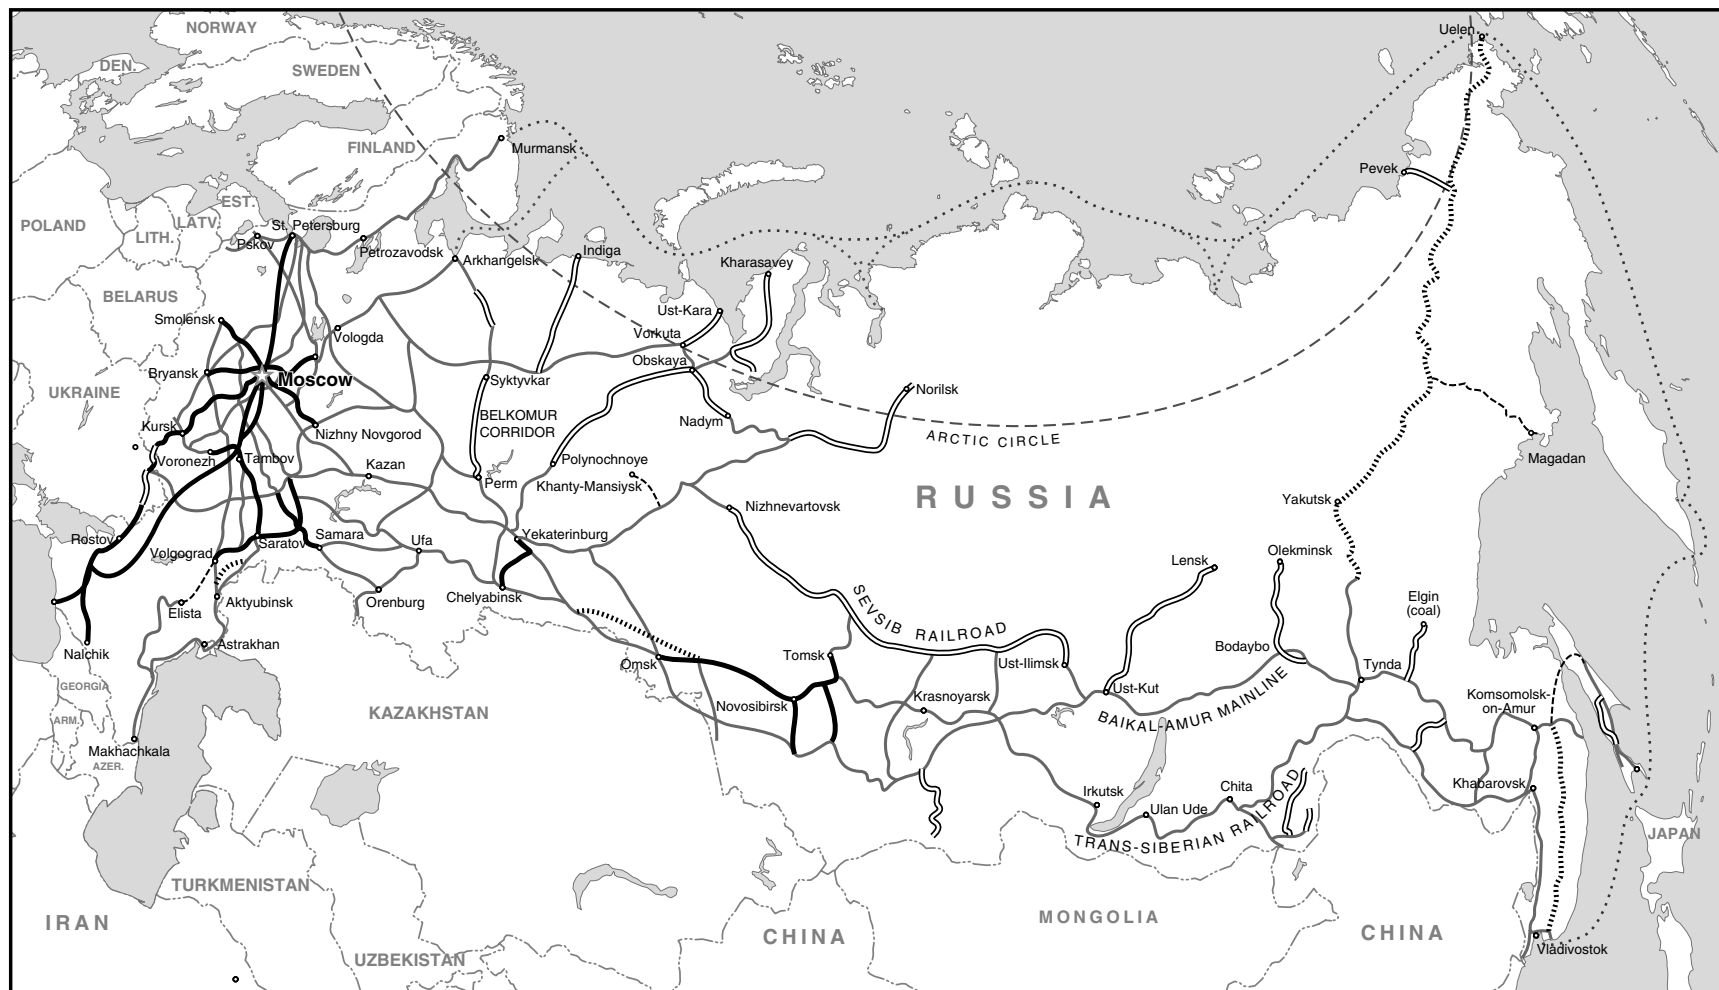 NORWAY
Uelen
DEN.
SWEDEN
FINLAND
Murmansk
Pevek
EST.
POLAND
LATV.
St. Petersburg
LITH.
Pskov
Petrozavodsk
Arkhangelsk
Indiga
Kharasavey
BELARUS
Ust-Kara
Smolensk
Vologda
Vorkuta
Obskaya
Bryansk
Moscow
Syktyvkar
Norilsk
UKRAINE
BELKOMUR
CORRIDOR
Nadym
Kursk
Nizhny Novgorod
ARCTIC CIRCLE
Voronezh
Tambov
Kazan
Polynochnoye
Magadan
Perm
Khanty-Mansiysk
RUSSIA
Yakutsk
Nizhnevartovsk
Rostov
Saratov
Samara
Ufa
Yekaterinburg
Volgograd
Olekminsk
Lensk
Elista
Aktyubinsk
Orenburg
Chelyabinsk
Elgin
(coal)
SEVSIB RAILROAD
Nalchik
Astrakhan
Omsk
Tomsk
Ust-Ilimsk
Bodaybo
Tynda
GEORGIA
Ust-Kut
Krasnoyarsk
Novosibirsk
Komsomolsk-
on-Amur
KAZAKHSTAN
BAIKAL-AMUR MAINLINE
ARM.
Makhachkala
AZER.
Irkutsk
Chita
Khabarovsk
Ulan Ude
TRANS-SIBERIAN RAILROAD
JAPAN
TURKMENISTAN
IRAN
MONGOLIA
CHINA
CHINA
Vladivostok
UZBEKISTAN